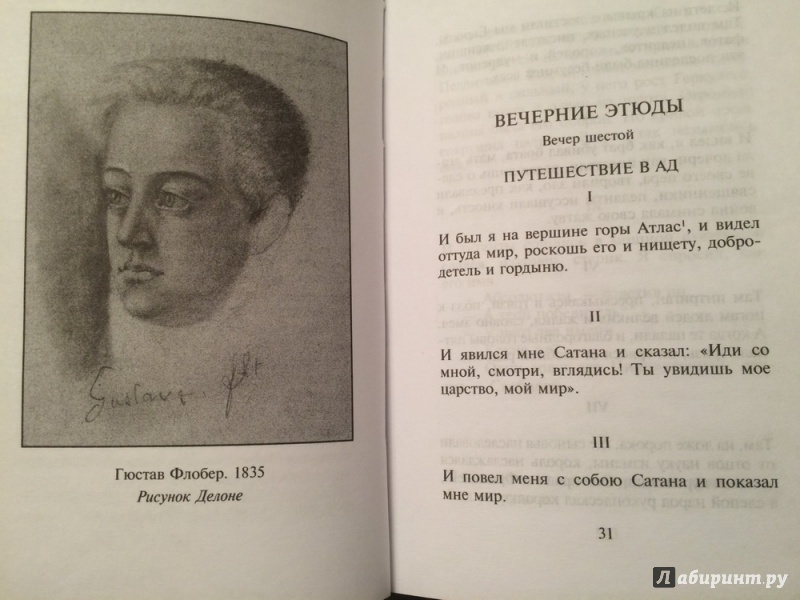 Gustave Flt
Гюстав Флобер. 1835
Рисунок Делоне
ВЕЧЕРНИЕ ЭТЮДЫ
Вечер шестой
ПУТЕШЕСТВИЕ В АД
I
И был я на вершине горы Атлас¹, и видел
оттуда мир, роскошь его и нищету, добро-
детель и гордыню.
II
И явился мне Сатана и сказал: «Иди со
мной, смотри, вглядись! Ты увидишь мое
царство, мой мир».
III
И повел меня с собою Сатана и показал
мне мир.
31
Лабиринт.ру